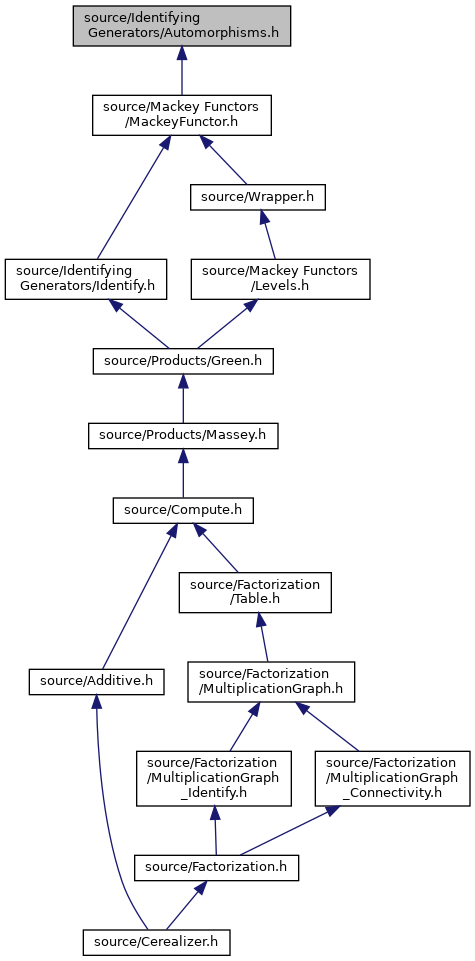 source/Identifying
Generators/Automorphisms.h
source/Mackey Functors
/MackeyFunctor.h
source/Wrapper.h
source/Identifying
Generators/Identify.h
source/Mackey Functors
/Levels.h
source/Products/Green.h
source/Products/Massey.h
source/Compute.h
source/Factorization
/Table.h
source/Additive.h
source/Factorization
/MultiplicationGraph.h
source/Factorization
/MultiplicationGraph
_Identify.h
source/Factorization
/MultiplicationGraph
_Connectivity.h
source/Factorization.h
source/Cerealizer.h